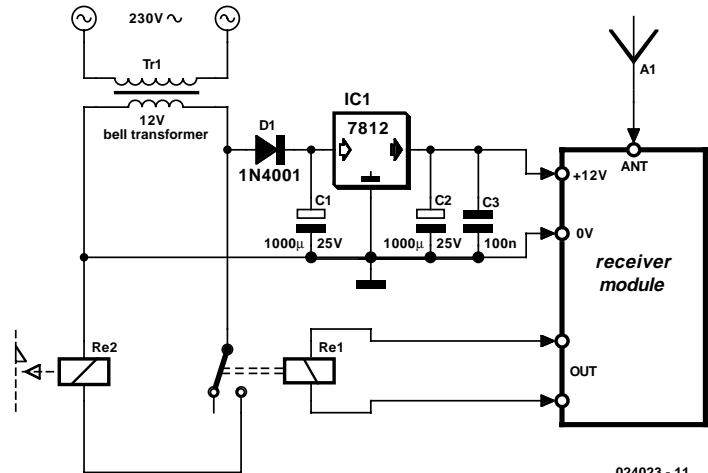 230V ~
Tr1
12V
bell transformer
D1
1N4001
IC1
7812
C1
1000µ 25V
C2
1000µ 25V
C3
100n
A1
ANT
+12V
0V
receiver
module
Re2
Re1
OUT
024023 - 11